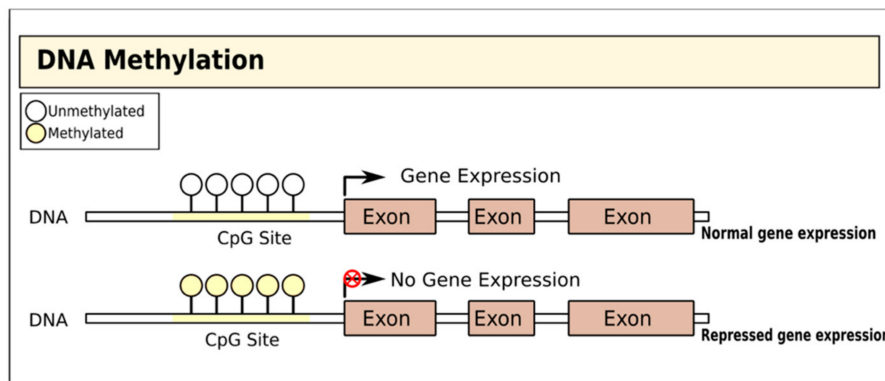 DNA Methylation
Unmethylated
Methylated
Gene Expression
DNA
Exon
Exon
Exon
CpG Site
Normal gene expression
No Gene Expression
DNA
Exon
Exon
Exon
CpG Site
Repressed gene expression